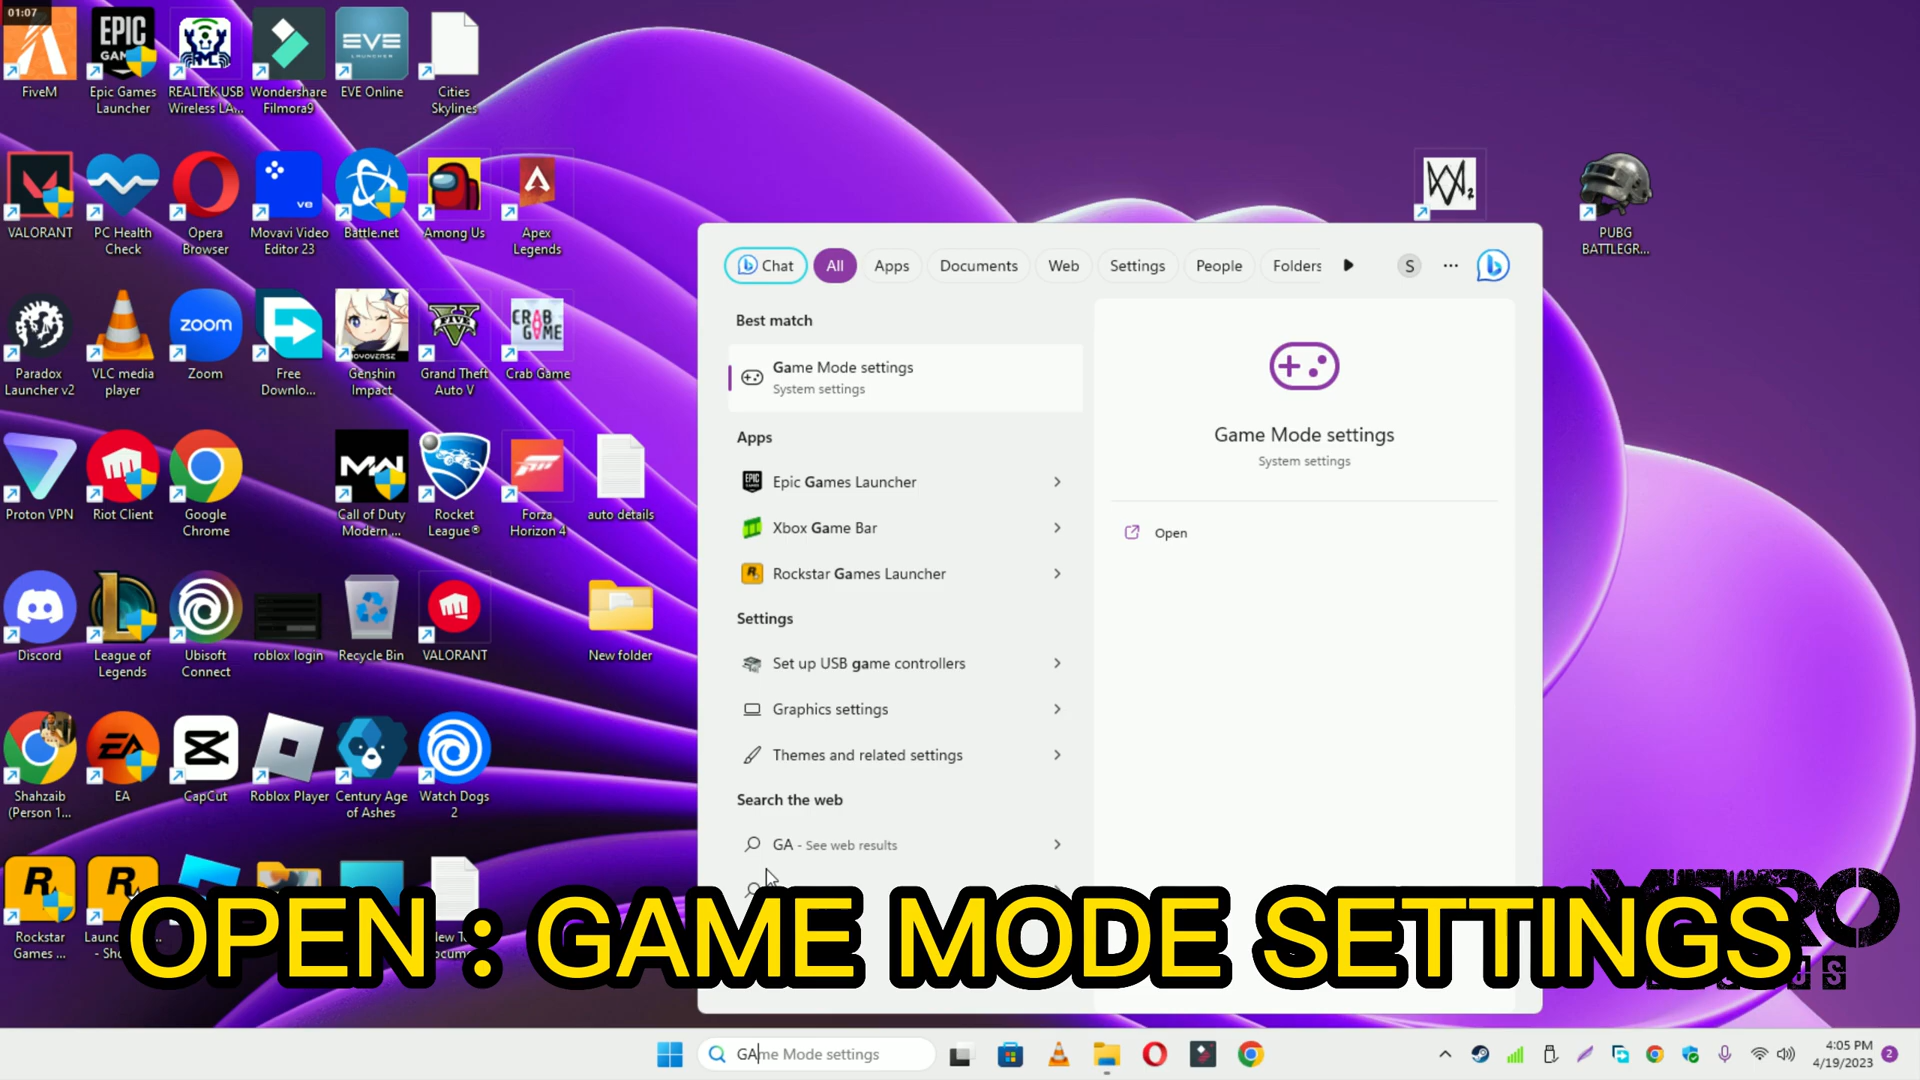 01:07
FiveM
EPIC
GAM
Epic Games
Launcher
REALTEK USB
Wireless LA...
Wondershare
Filmora9
EVE
EVE Online
Cities
Skylines
VALORANT
PC Health
Check
Opera
Browser
Movavi Video
Editor 23
Battle.net
Among Us
Apex
Legends
PUBG
BATTLEGR...
Paradox
Launcher v2
VLC media
player
zoom
Zoom
Free
Downlo...
Genshin
Impact
FIVE
Grand Theft
Auto V
CRAB
GAME
Crab Game
Proton VPN
Riot Client
Google
Chrome
Call of Duty
Modern ...
Rocket
League®
Forza
Horizon 4
auto details
Discord
League of
Legends
Ubisoft
Connect
roblox login
Recycle Bin
VALORANT
New folder
Shahzaib
(Person 1...
EA
CapCut
Roblox Player
Century Age
of Ashes
Watch Dogs
2
Rockstar
Games ...
Chat
All
Apps
Documents
Web
Settings
People
Folders
S
Best match
Game Mode settings
System settings
Apps
Epic Games Launcher
Xbox Game Bar
Rockstar Games Launcher
Settings
Set up USB game controllers
Graphics settings
Themes and related settings
Search the web
GA - See web results
Game Mode settings
System settings
Open
OPEN : GAME MODE SETTINGS
GAme Mode settings
4:05 PM
4/19/2023
2